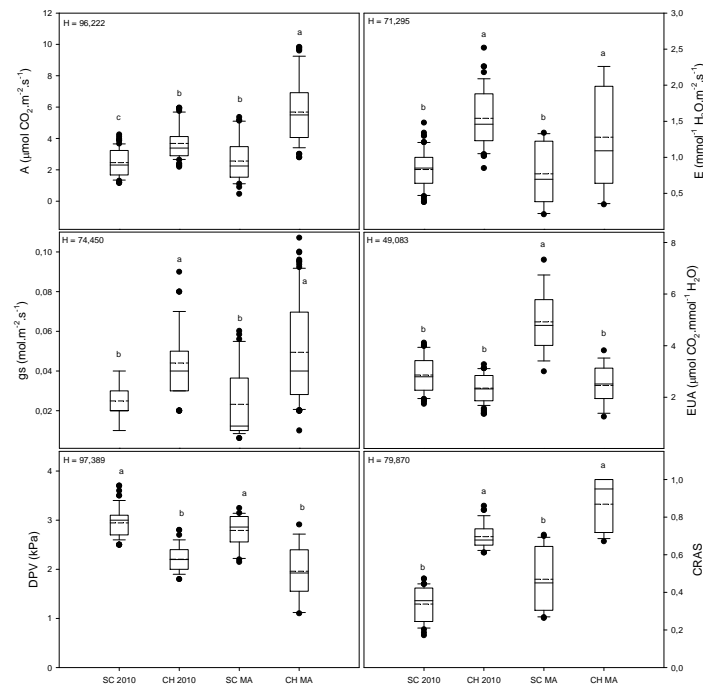 H = 96,222
A (µmol CO₂.m⁻².s⁻¹)
12
10
8
6
4
2
0
c
b
b
a
H = 71,295
E (mmol⁻¹ H₂O.m⁻².s⁻¹)
3,0
2,5
2,0
1,5
1,0
0,5
b
a
b
a
H = 74,450
gs (mol.m⁻².s⁻¹)
0,10
0,08
0,06
0,04
0,02
b
a
b
a
H = 49,083
EUA (µmol CO₂.mmol⁻¹ H₂O)
8
6
4
2
b
b
a
b
H = 97,389
DPV (kPa)
4
3
2
1
0
a
b
a
b
SC 2010 CH 2010 SC MA CH MA
H = 79,870
CRAS
1,0
0,8
0,6
0,4
0,2
0,0
b
a
b
a
SC 2010 CH 2010 SC MA CH MA